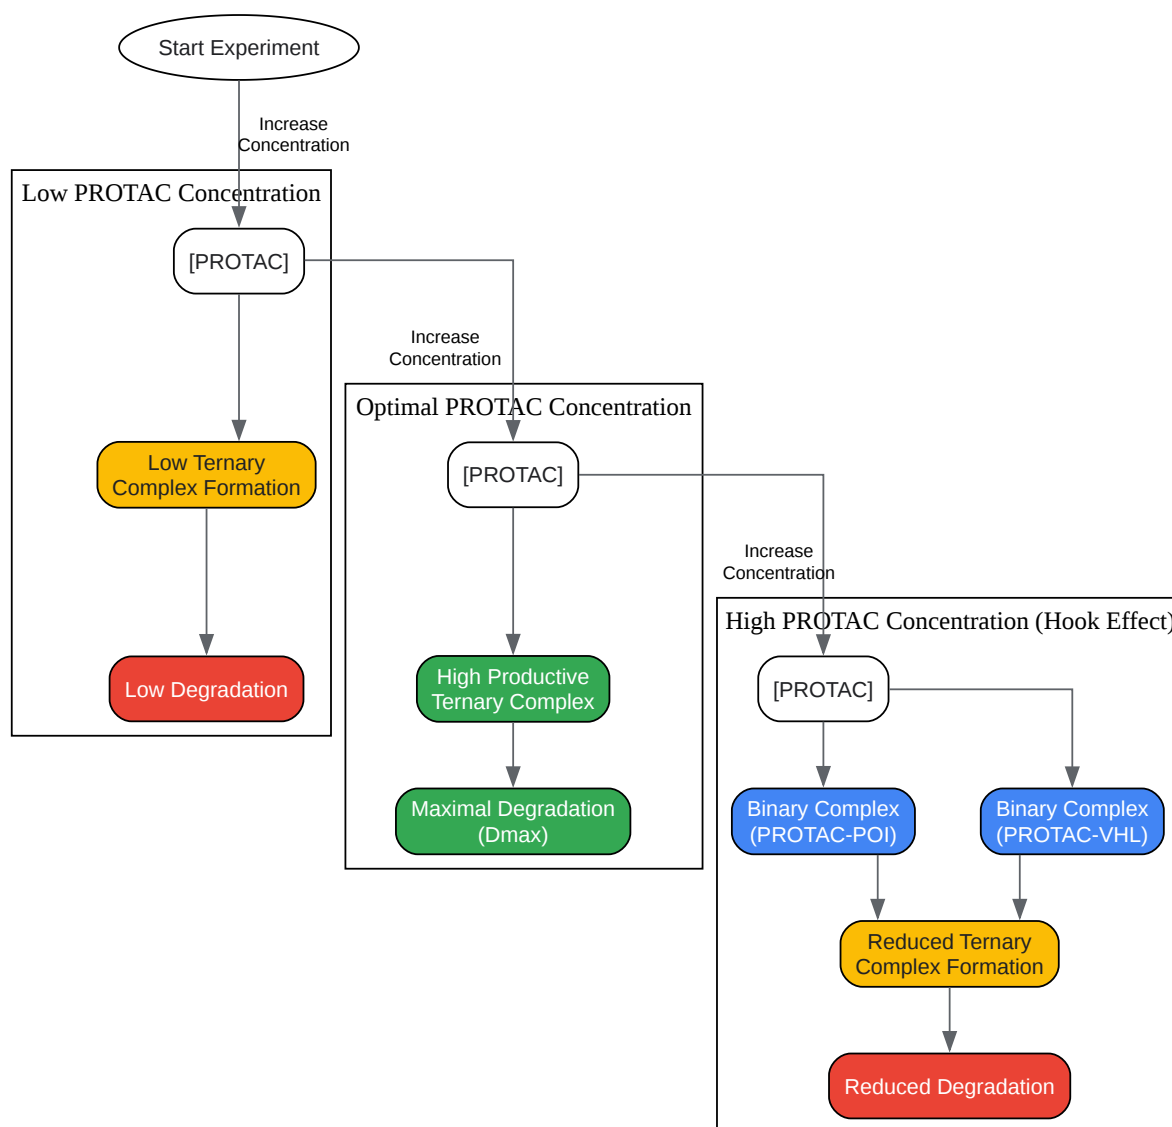 Start Experiment
Increase
Concentration
Low PROTAC Concentration
[PROTAC]
Low Ternary
Complex Formation
Low Degradation
Increase
Concentration
Optimal PROTAC Concentration
[PROTAC]
High Productive
Ternary Complex
Maximal Degradation
(Dmax)
Increase
Concentration
High PROTAC Concentration (Hook Effect)
[PROTAC]
Binary Complex
(PROTAC-POI)
Binary Complex
(PROTAC-VHL)
Reduced Ternary
Complex Formation
Reduced Degradation